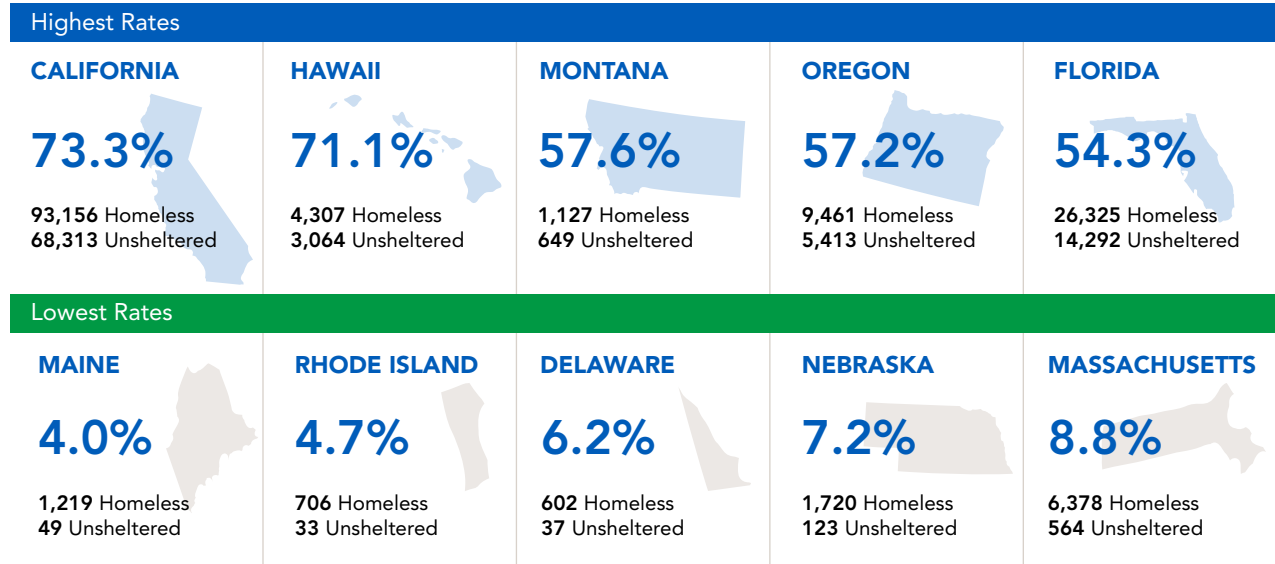 Highest Rates
CALIFORNIA
73.3%
93,156 Homeless
68,313 Unsheltered
HAWAII
71.1%
4,307 Homeless
3,064 Unsheltered
MONTANA
57.6%
1,127 Homeless
649 Unsheltered
OREGON
57.2%
9,461 Homeless
5,413 Unsheltered
FLORIDA
54.3%
26,325 Homeless
14,292 Unsheltered
Lowest Rates
MAINE
4.0%
1,219 Homeless
49 Unsheltered
RHODE ISLAND
4.7%
706 Homeless
33 Unsheltered
DELAWARE
6.2%
602 Homeless
37 Unsheltered
NEBRASKA
7.2%
1,720 Homeless
123 Unsheltered
MASSACHUSETTS
8.8%
6,378 Homeless
564 Unsheltered